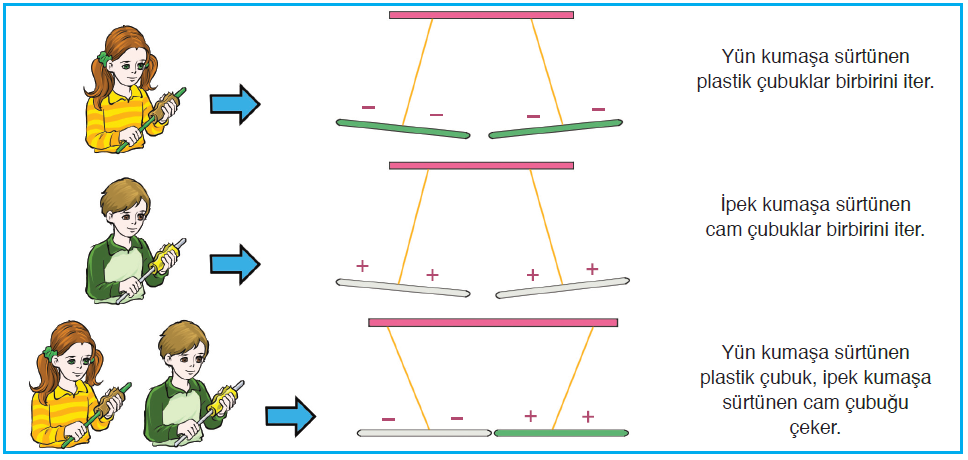 Yün kumaşa sürtünen
plastik çubuklar birbirini iter.
– – – –
İpek kumaşa sürtünen
cam çubuklar birbirini iter.
+ + + +
Yün kumaşa sürtünen
plastik çubuk, ipek kumaşa
sürtünen cam çubuğu
çeker.
– – + +